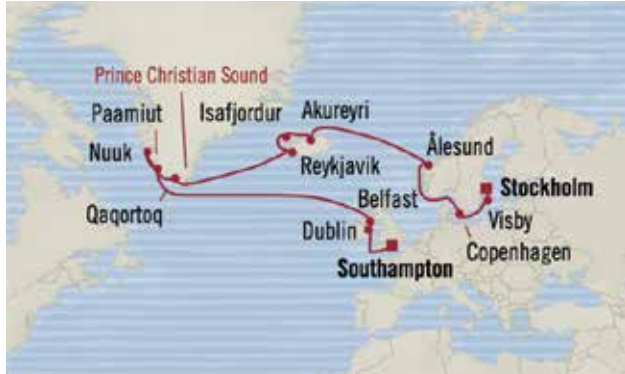 Prince Christian Sound
Paamiut
Isafjordur
Akureyri
Nuuk
Reykjavik
Ålesund
Qaqortoq
Belfast
Stockholm
Dublin
Visby
Copenhagen
Southampton